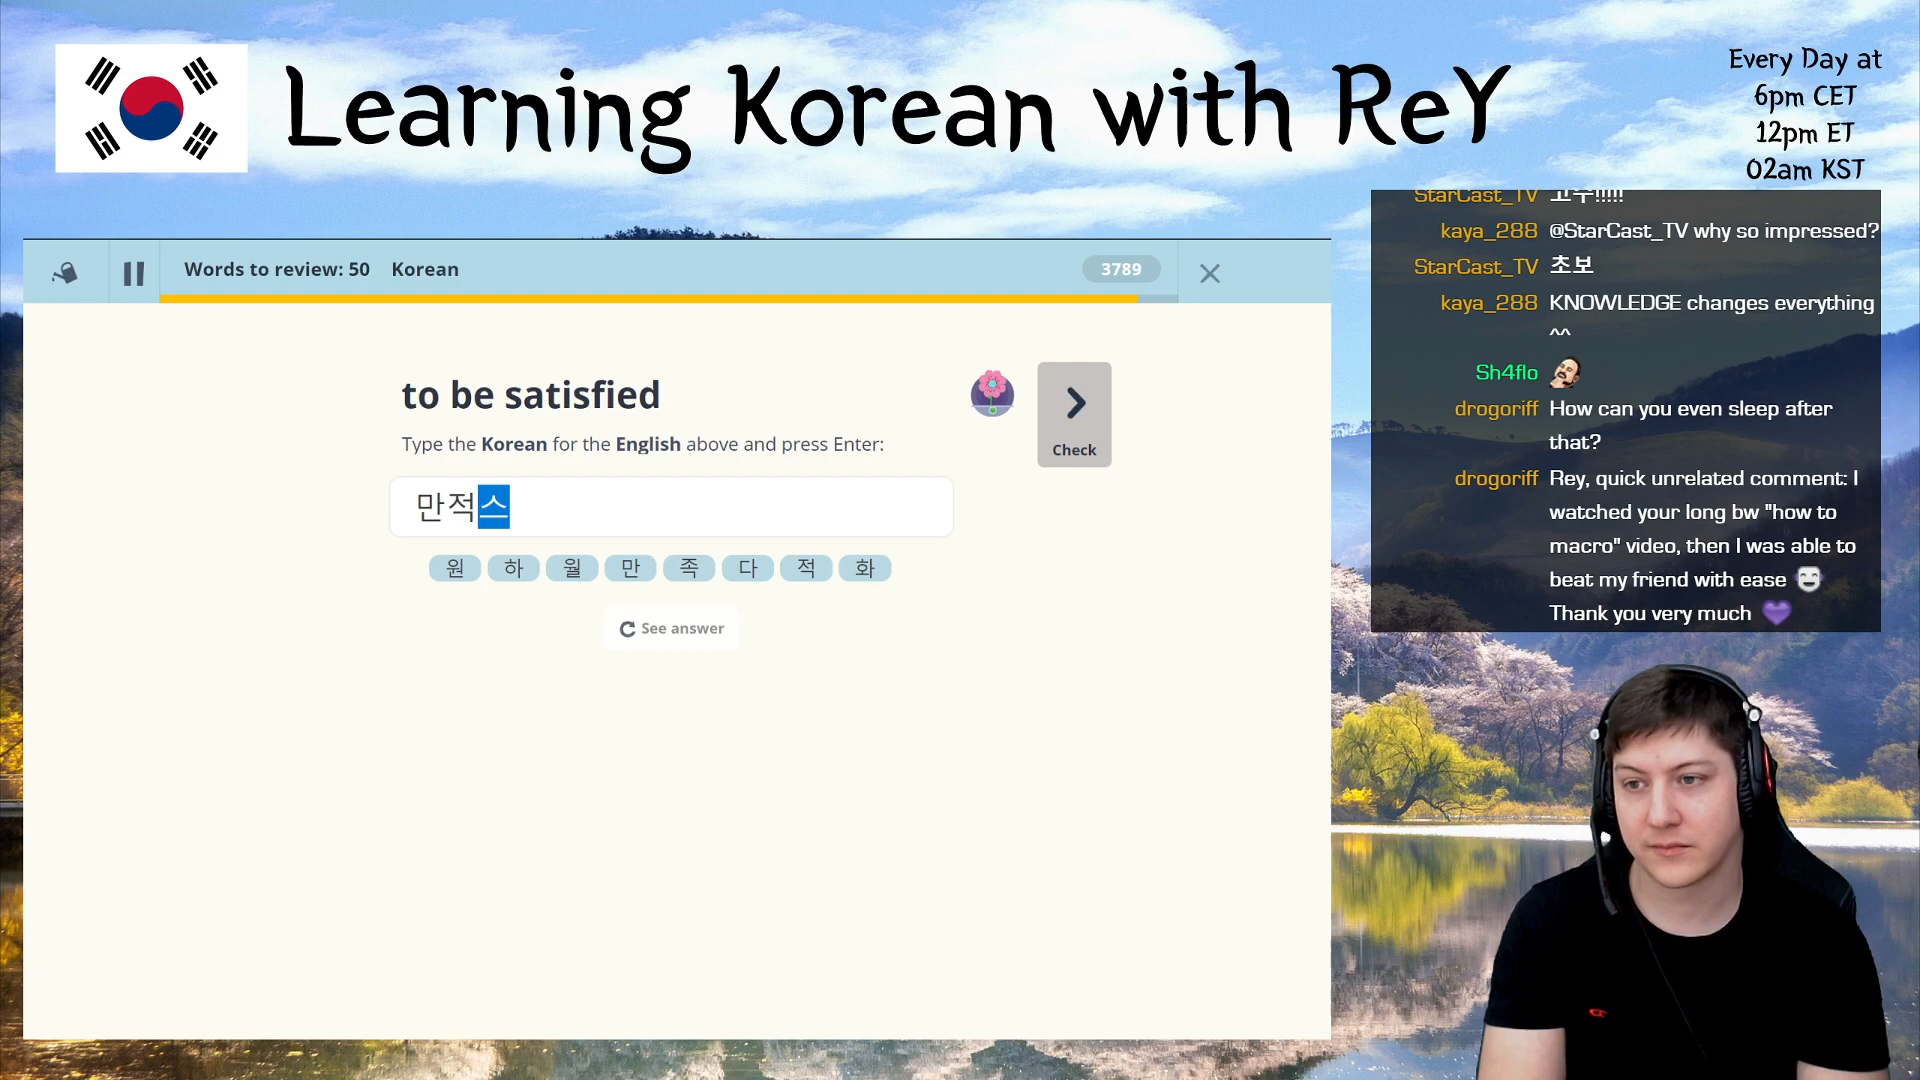 Learning Korean with ReY
Every Day at
6pm CET
12pm ET
02am KST
StarCast_TV 고수!!!!!
kaya_288 @StarCast_TV why so impressed?
StarCast_TV 초보
kaya_288 KNOWLEDGE changes everything
^^
Sh4flo
drogoriff How can you even sleep after
that?
drogoriff Rey, quick unrelated comment: I
watched your long bw "how to
macro" video, then I was able to
beat my friend with ease
Thank you very much
Words to review: 50 Korean
3789
to be satisfied
Type the Korean for the English above and press Enter:
Check
만적스
원 하 월 만 족 다 적 화
See answer